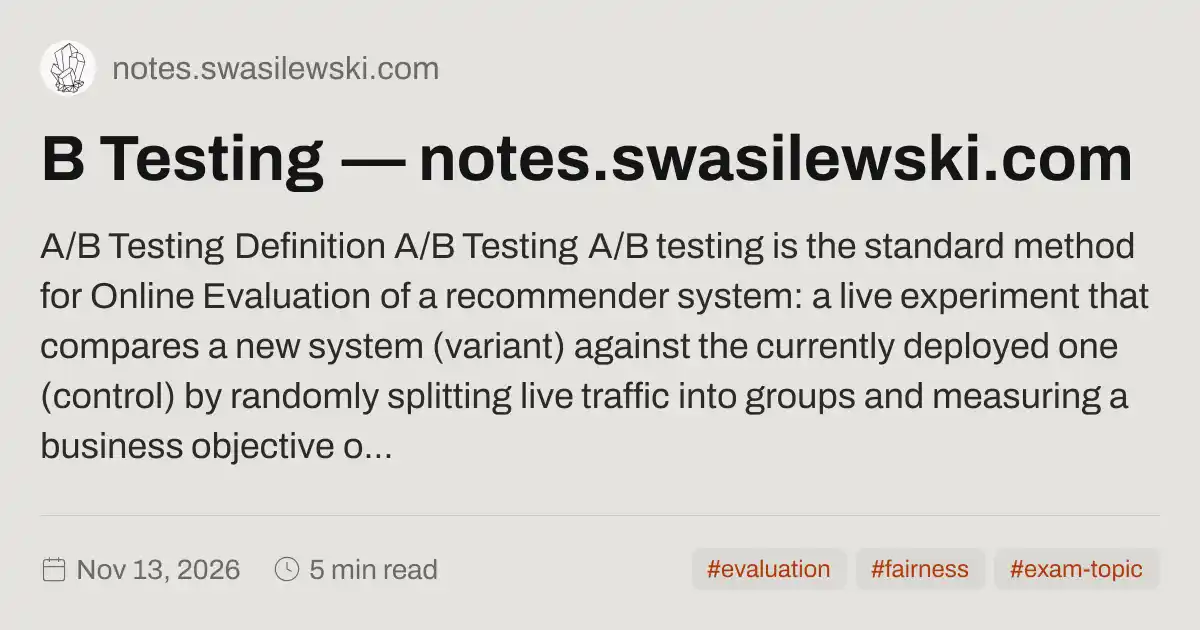 notes.swasilewski.com
B Testing — notes.swasilewski.com
A/B Testing Definition A/B Testing A/B testing is the standard method
for Online Evaluation of a recommender system: a live experiment that
compares a new system (variant) against the currently deployed one
(control) by randomly splitting live traffic into groups and measuring a
business objective o...
Nov 13, 2026 5 min read #evaluation #fairness #exam-topic